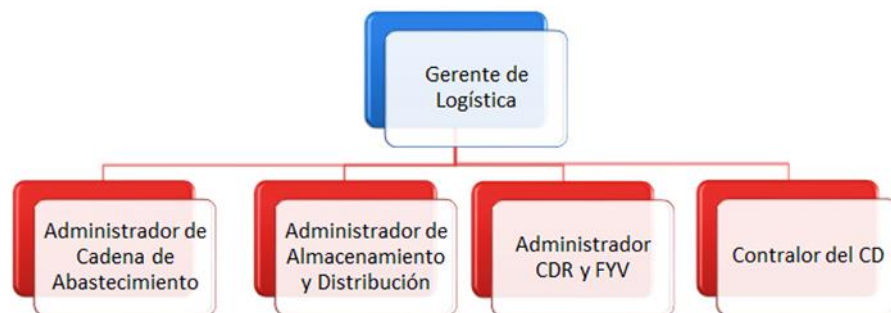 Gerente de
Logística
Administrador de
Cadena de
Abastecimiento
Administrador de
Almacenamiento
y Distribución
Administrador
CDR y FYV
Contralor del CD